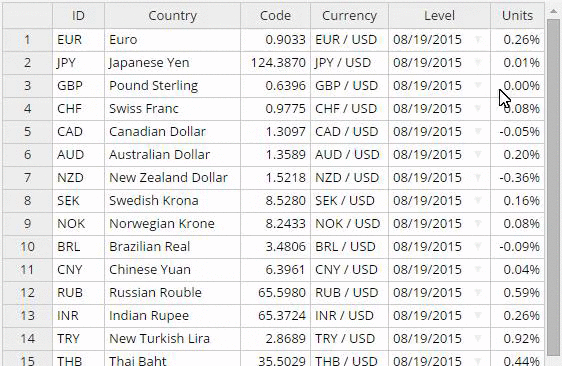 ID Country Code Currency Level Units
1 EUR Euro 0.9033 EUR / USD 08/19/2015 0.26%
2 JPY Japanese Yen 124.3870 JPY / USD 08/19/2015 0.01%
3 GBP Pound Sterling 0.6396 GBP / USD 08/19/2015 0.00%
4 CHF Swiss Franc 0.9775 CHF / USD 08/19/2015 0.08%
5 CAD Canadian Dollar 1.3097 CAD / USD 08/19/2015 -0.05%
6 AUD Australian Dollar 1.3589 AUD / USD 08/19/2015 0.20%
7 NZD New Zealand Dollar 1.5218 NZD / USD 08/19/2015 -0.36%
8 SEK Swedish Krona 8.5280 SEK / USD 08/19/2015 0.16%
9 NOK Norwegian Krone 8.2433 NOK / USD 08/19/2015 0.08%
10 BRL Brazilian Real 3.4806 BRL / USD 08/19/2015 -0.09%
11 CNY Chinese Yuan 6.3961 CNY / USD 08/19/2015 0.04%
12 RUB Russian Rouble 65.5980 RUB / USD 08/19/2015 0.59%
13 INR Indian Rupee 65.3724 INR / USD 08/19/2015 0.26%
14 TRY New Turkish Lira 2.8689 TRY / USD 08/19/2015 0.92%
15 THB Thai Baht 35.5029 THB / USD 08/19/2015 0.44%